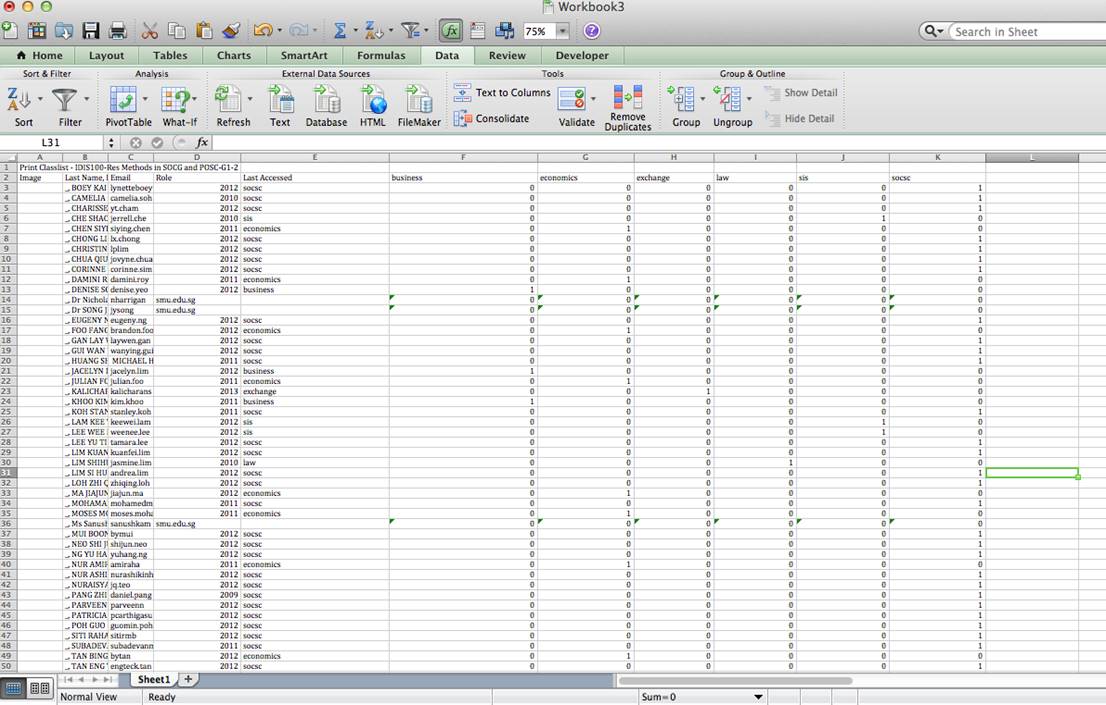 Workbook3
75% Search in Sheet
Home Layout Tables Charts SmartArt Formulas Data Review Developer
Sort & Filter Analysis External Data Sources Tools Group & Outline
Text to Columns Show Detail
Consolidate Hide Detail
Sort Filter PivotTable What-If Refresh Text Database HTML FileMaker Validate Remove Duplicates Group Ungroup
L31 fx
A B C D E F G H I J K L
1 Print Classlist - IDIS100-Res Methods in SOCG and POSC-G1-2
2 Image Last Name, Email Role Last Accessed business economics exchange law sis socsc
3 BOEY KAI lynetteboey 2012 socsc 0 0 0 0 0 1
4 CAMELIA camelia.soh 2010 socsc 0 0 0 0 0 1
5 CHARISSE yt.cham 2012 socsc 0 0 0 0 0 1
6 CHE SHAO jerrell.che 2010 sis 0 0 0 0 1 0
7 CHEN SIY siying.chen 2011 economics 0 1 0 0 0 0
8 CHONG LI lx.chong 2012 socsc 0 0 0 0 0 1
9 CHRISTIN lplim 2012 socsc 0 0 0 0 0 1
10 CHUA QIU jovyne.chua 2012 socsc 0 0 0 0 0 1
11 CORINNE corinne.sim 2012 socsc 0 0 0 0 0 1
12 DAMINI R damini.roy 2011 economics 0 1 0 0 0 0
13 DENISE SO denise.yeo 2012 business 1 0 0 0 0 0
14 Dr Nichola nharrigan smu.edu.sg 0 0 0 0 0 0
15 Dr SONG J jysong smu.edu.sg 0 0 0 0 0 0
16 EUGENY N eugeny.ng 2012 socsc 0 0 0 0 0 1
17 FOO FANG brandon.foo 2012 economics 0 1 0 0 0 0
18 GAN LAY laywen.gan 2012 socsc 0 0 0 0 0 1
19 GUI WAN wanying.gui 2012 socsc 0 0 0 0 0 1
20 HUANG SH MICHAEL H 2011 socsc 0 0 0 0 0 1
21 JACELYN jacelyn.lim 2012 business 1 0 0 0 0 0
22 JULIAN FO julian.foo 2011 economics 0 1 0 0 0 0
23 KALICHAR kalicharans 2013 exchange 0 0 1 0 0 0
24 KHOO KIM kim.khoo 2011 business 1 0 0 0 0 0
25 KOH STAN stanley.koh 2011 socsc 0 0 0 0 0 1
26 LAM KEE keewei.lam 2012 sis 0 0 0 0 1 0
27 LEE WEE weenee.lee 2012 sis 0 0 0 0 1 0
28 LEE YU TI tamara.lee 2012 socsc 0 0 0 0 0 1
29 LIM KUAN kuanfei.lim 2012 socsc 0 0 0 0 0 1
30 LIM SHIH jasmine.lim 2010 law 0 0 0 1 0 0
31 LIM SI HU andrea.lim 2012 socsc 0 0 0 0 0 1
32 LOH ZHI Q zhiqing.loh 2012 socsc 0 0 0 0 0 1
33 MA JIAJUN jiajun.ma 2012 economics 0 1 0 0 0 0
34 MOHAMA mohamedm 2011 socsc 0 0 0 0 0 1
35 MOSES MO moses.moha 2011 economics 0 1 0 0 0 0
36 Ms Sanush sanushkam smu.edu.sg 0 0 0 0 0 0
37 MUI BOON bymui 2012 socsc 0 0 0 0 0 1
38 NEO SHI J shijun.neo 2012 socsc 0 0 0 0 0 1
39 NG YU HA yuhang.ng 2012 socsc 0 0 0 0 0 1
40 NUR AMIR amiraha 2011 economics 0 1 0 0 0 0
41 NUR ASHI nurashikinh 2012 socsc 0 0 0 0 0 1
42 NURAISYA jq.teo 2012 socsc 0 0 0 0 0 1
43 PANG ZHI daniel.pang 2009 socsc 0 0 0 0 0 1
44 PARVEEN parveenn 2012 socsc 0 0 0 0 0 1
45 PATRICIA pcarthigasu 2012 socsc 0 0 0 0 0 1
46 POH GUO guomin.poh 2012 socsc 0 0 0 0 0 1
47 SITI RAHA sitirmb 2012 socsc 0 0 0 0 0 1
48 SUBADEV subadevanm 2011 socsc 0 0 0 0 0 1
49 TAN BING bytan 2012 economics 0 1 0 0 0 0
50 TAN ENG engteck.tan 2012 socsc 0 0 0 0 0 1
Sheet1
Normal View Ready Sum=0